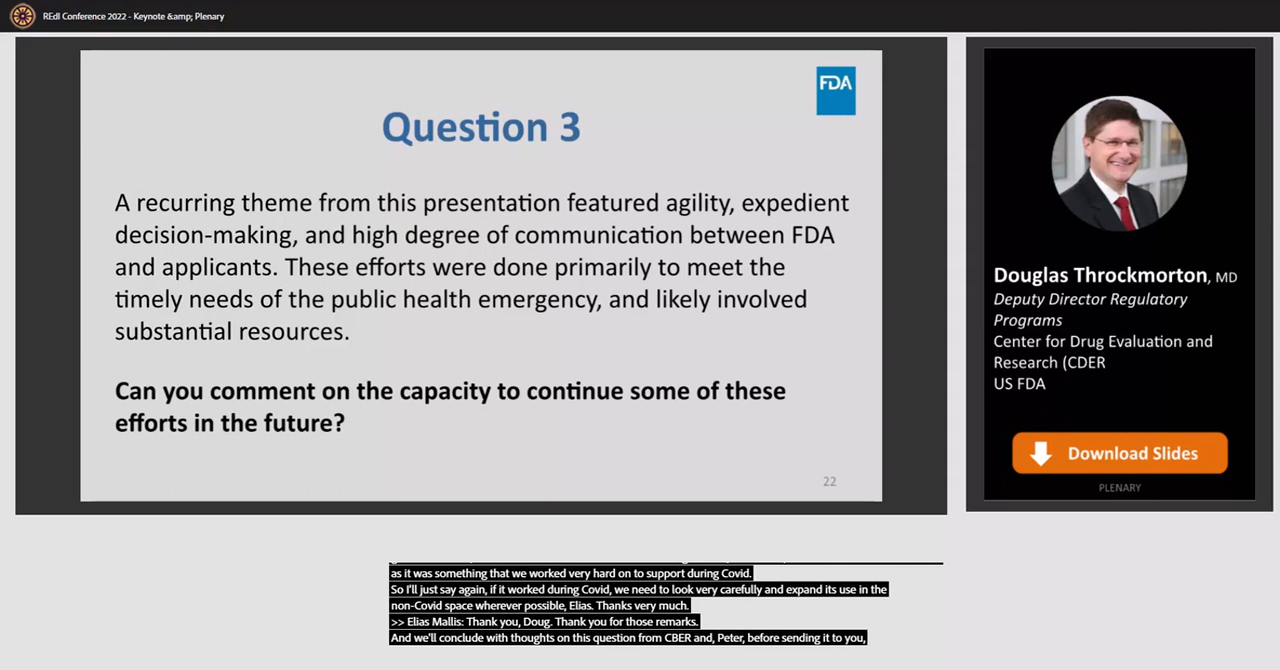 REdI Conference 2022 - Keynote &amp; Plenary
FDA
Question 3
A recurring theme from this presentation featured agility, expedient
decision-making, and high degree of communication between FDA
and applicants. These efforts were done primarily to meet the
timely needs of the public health emergency, and likely involved
substantial resources.
Can you comment on the capacity to continue some of these
efforts in the future?
22
Douglas Throckmorton, MD
Deputy Director Regulatory
Programs
Center for Drug Evaluation and
Research (CDER
US FDA
Download Slides
PLENARY
as it was something that we worked very hard on to support during Covid.
So I'll just say again, if it worked during Covid, we need to look very carefully and expand its use in the
non-Covid space wherever possible, Elias. Thanks very much.
>> Elias Mallis: Thank you, Doug. Thank you for those remarks.
And we'll conclude with thoughts on this question from CBER and, Peter, before sending it to you,